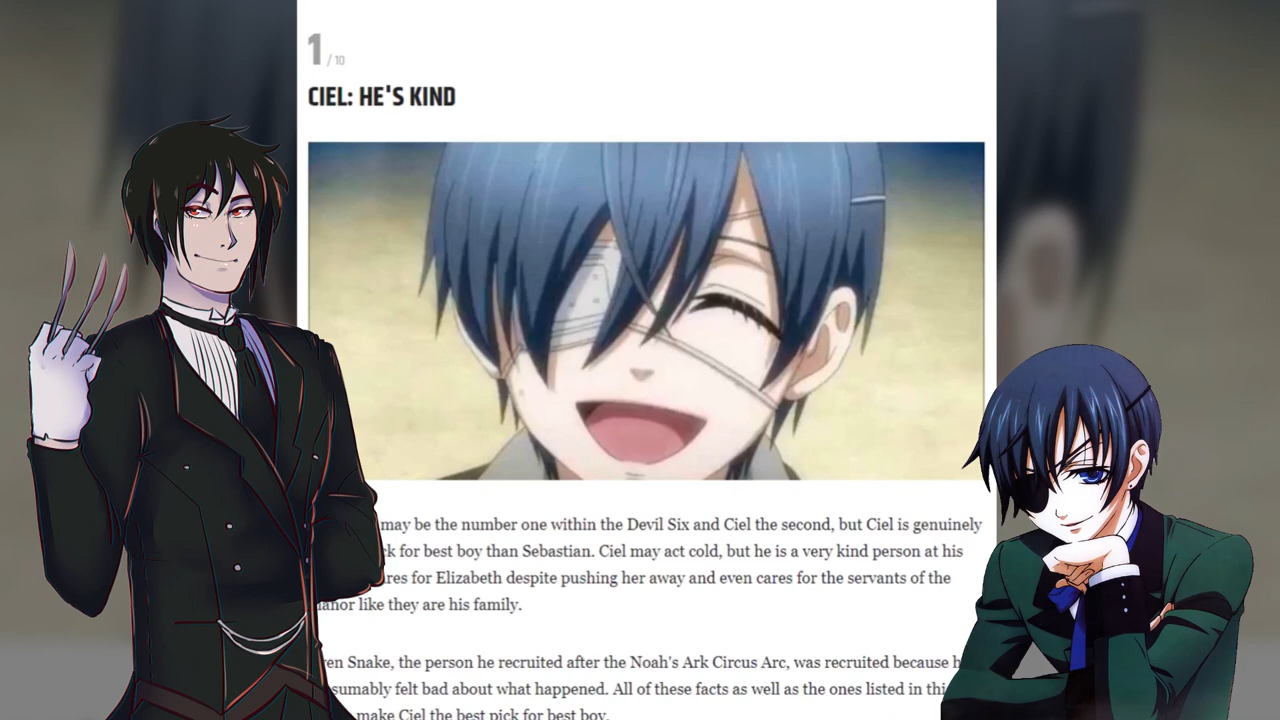 1 / 10
CIEL: HE'S KIND
may be the number one within the Devil Six and Ciel the second, but Ciel is genuinely
for best boy than Sebastian. Ciel may act cold, but he is a very kind person at his
for Elizabeth despite pushing her away and even cares for the servants of the
like they are his family.
Snake, the person he recruited after the Noah's Ark Circus Arc, was recruited because
felt bad about what happened. All of these facts as well as the ones listed in
make Ciel the best pick for best boy.